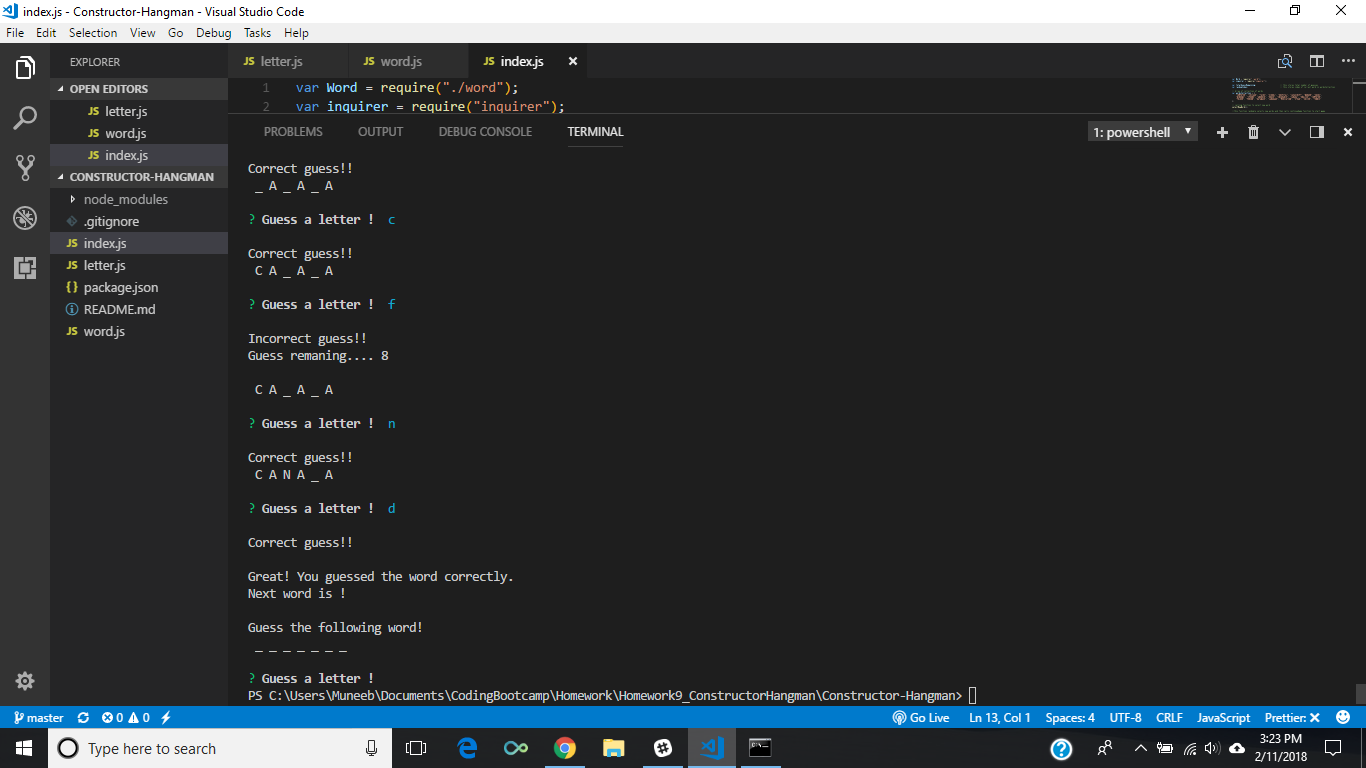 index.js - Constructor-Hangman - Visual Studio Code
File Edit Selection View Go Debug Tasks Help
EXPLORER
OPEN EDITORS
JS letter.js
JS word.js
JS index.js
CONSTRUCTOR-HANGMAN
node_modules
.gitignore
JS index.js
JS letter.js
{} package.json
README.md
JS word.js
JS letter.js JS word.js JS index.js
1 var Word = require("./word");
2 var inquirer = require("inquirer");
PROBLEMS OUTPUT DEBUG CONSOLE TERMINAL 1: powershell
Correct guess!!
_ A _ A _ A
? Guess a letter ! c
Correct guess!!
C A _ A _ A
? Guess a letter ! f
Incorrect guess!!
Guess remaning.... 8
C A _ A _ A
? Guess a letter ! n
Correct guess!!
C A N A _ A
? Guess a letter ! d
Correct guess!!
Great! You guessed the word correctly.
Next word is !
Guess the following word!
_ _ _ _ _ _ _
? Guess a letter !
PS C:\Users\Muneeb\Documents\CodingBootcamp\Homework\Homework9_ConstructorHangman\Constructor-Hangman>
master 0 0 Go Live Ln 13, Col 1 Spaces: 4 UTF-8 CRLF JavaScript Prettier: ✕
Type here to search
3:23 PM
2/11/2018